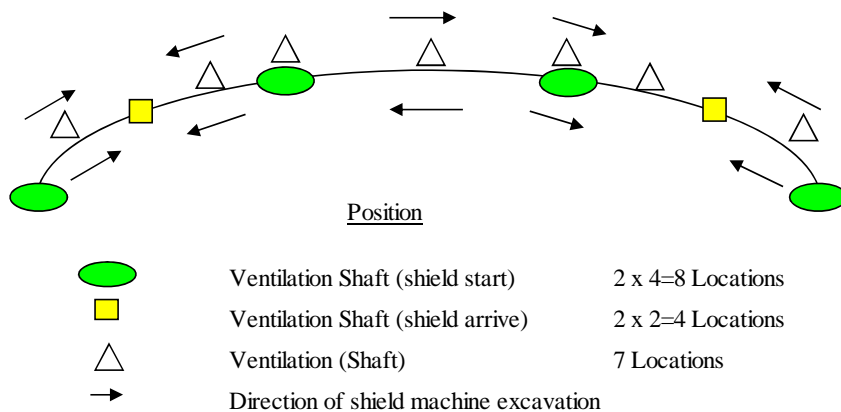 Position
Ventilation Shaft (shield start) 2 x 4=8 Locations
Ventilation Shaft (shield arrive) 2 x 2=4 Locations
Ventilation (Shaft) 7 Locations
Direction of shield machine excavation